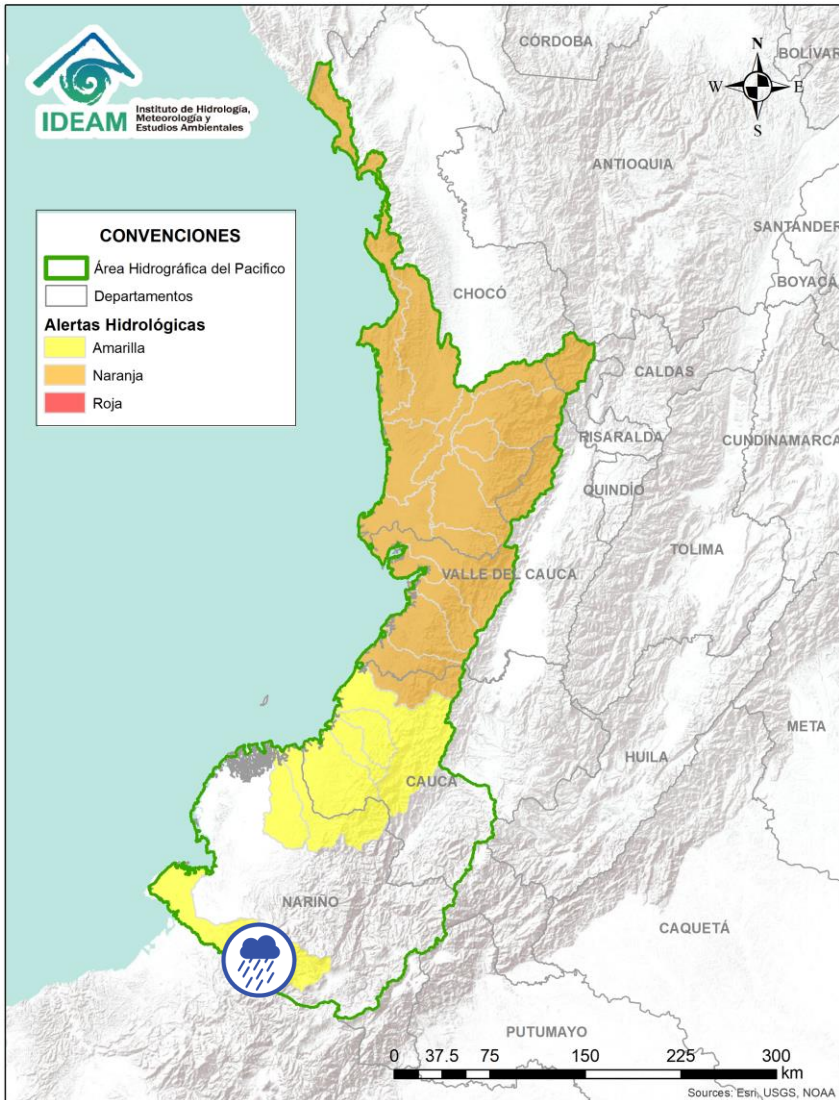 IDEAM
Instituto de Hidrología,
Meteorología y
Estudios Ambientales
N
W
E
S
CÓRDOBA
BOLÍVAR
ANTIOQUIA
SANTANDER
BOYACÁ
CHOCÓ
CALDAS
RISARALDA
CUNDINAMARCA
QUINDÍO
TOLIMA
VALLE DEL CAUCA
META
HUILA
CAUCA
NARIÑO
CAQUETÁ
PUTUMAYO
CONVENCIONES
Área Hidrográfica del Pacifico
Departamentos
Alertas Hidrológicas
Amarilla
Naranja
Roja
0 37.5 75 150 225 300
km
Sources: Esri, USGS, NOAA